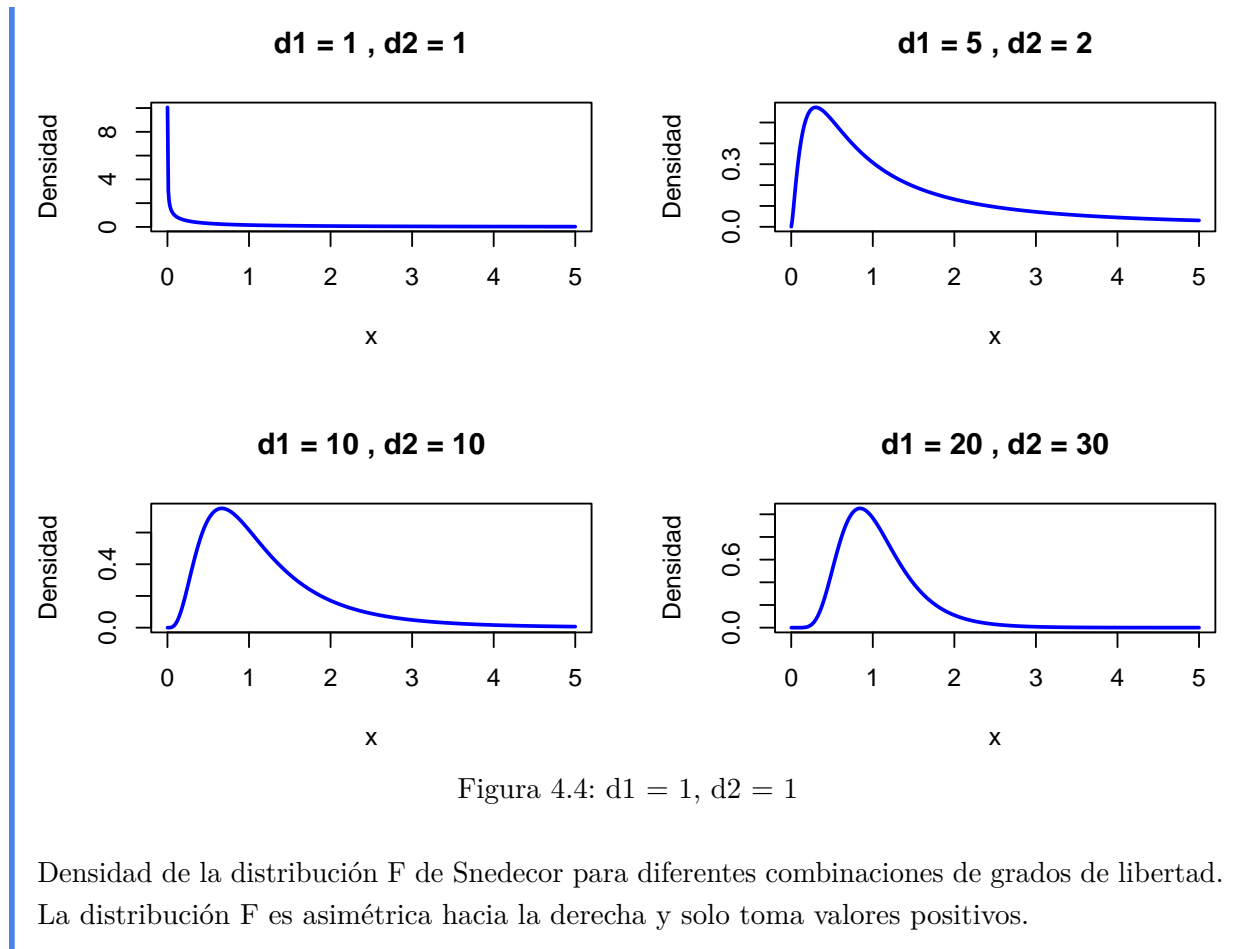 d1 = 1 , d2 = 1
Densidad
0 4 8
0 1 2 3 4 5
x
d1 = 5 , d2 = 2
Densidad
0.0 0.3
0 1 2 3 4 5
x
d1 = 10 , d2 = 10
Densidad
0.0 0.4
0 1 2 3 4 5
x
d1 = 20 , d2 = 30
Densidad
0.0 0.6
0 1 2 3 4 5
x
Figura 4.4: d1 = 1, d2 = 1
Densidad de la distribución F de Snedecor para diferentes combinaciones de grados de libertad.
La distribución F es asimétrica hacia la derecha y solo toma valores positivos.